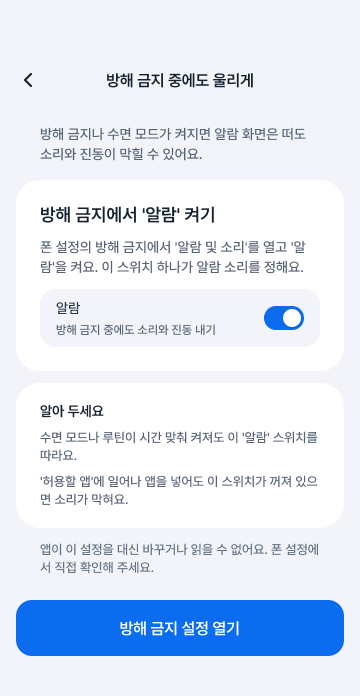 방해 금지 중에도 울리게
방해 금지나 수면 모드가 켜지면 알람 화면은 떠도
소리와 진동이 막힐 수 있어요.
방해 금지에서 '알람' 켜기
폰 설정의 방해 금지에서 '알람 및 소리'를 열고 '알
람'을 켜요. 이 스위치 하나가 알람 소리를 정해요.
알람
방해 금지 중에도 소리와 진동 내기
알아 두세요
수면 모드나 루틴이 시간 맞춰 켜져도 이 '알람' 스위치를
따라요.
'허용할 앱'에 일어나 앱을 넣어도 이 스위치가 꺼져 있으
면 소리가 막혀요.
앱이 이 설정을 대신 바꾸거나 읽을 수 없어요. 폰 설정에
서 직접 확인해 주세요.
방해 금지 설정 열기